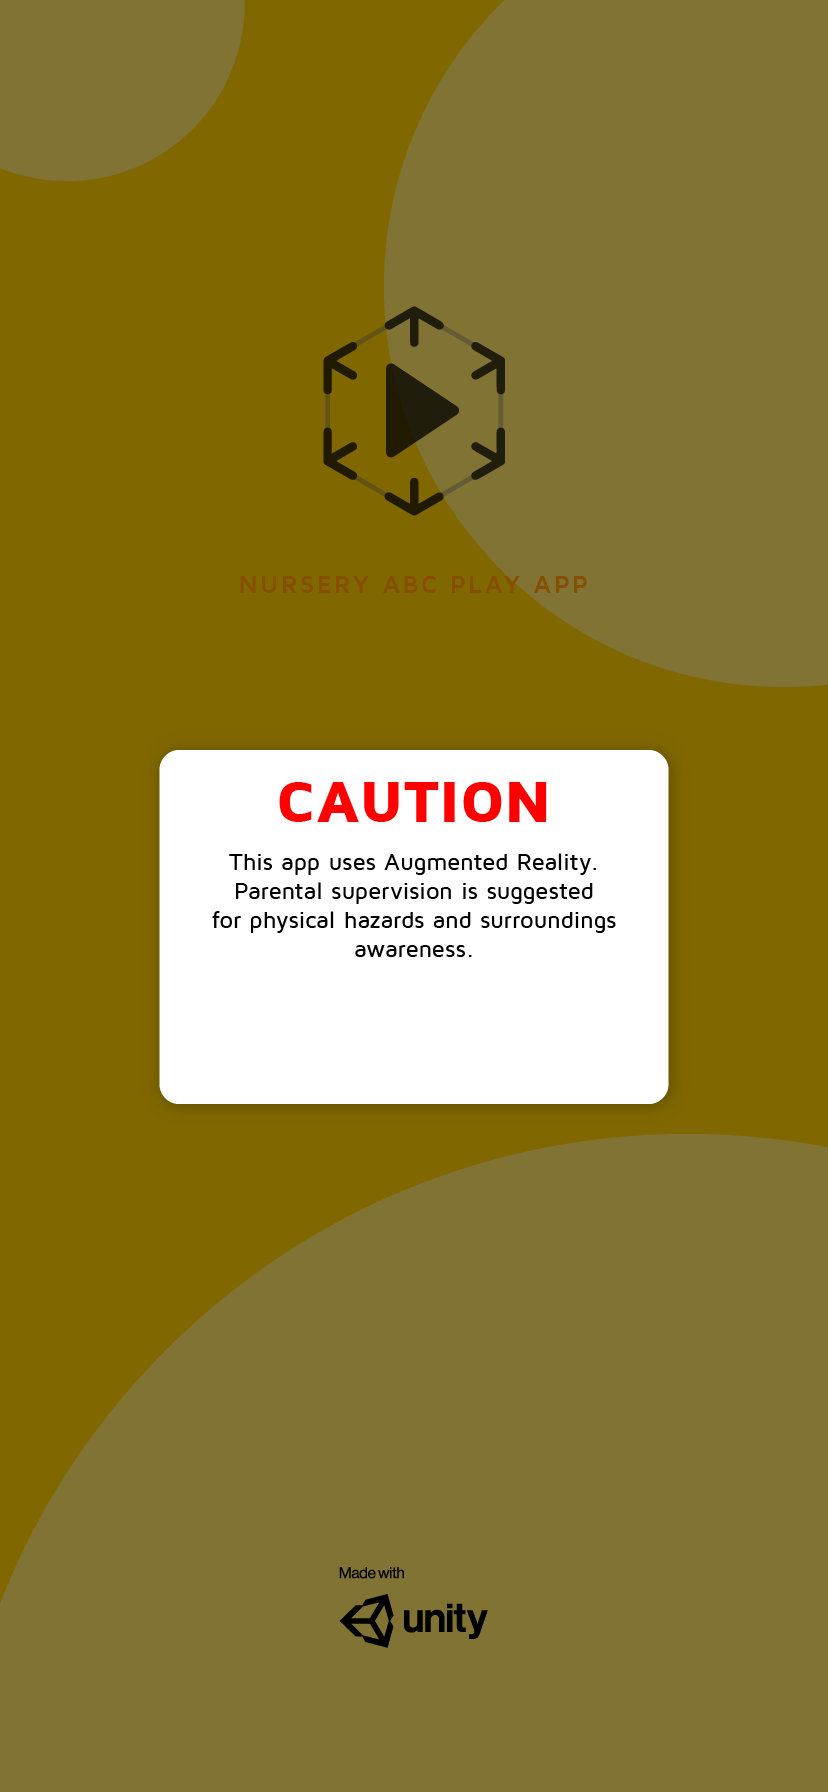 NURSERY ABC PLAY APP
CAUTION
This app uses Augmented Reality.
Parental supervision is suggested
for physical hazards and surroundings
awareness.
Made with
unity